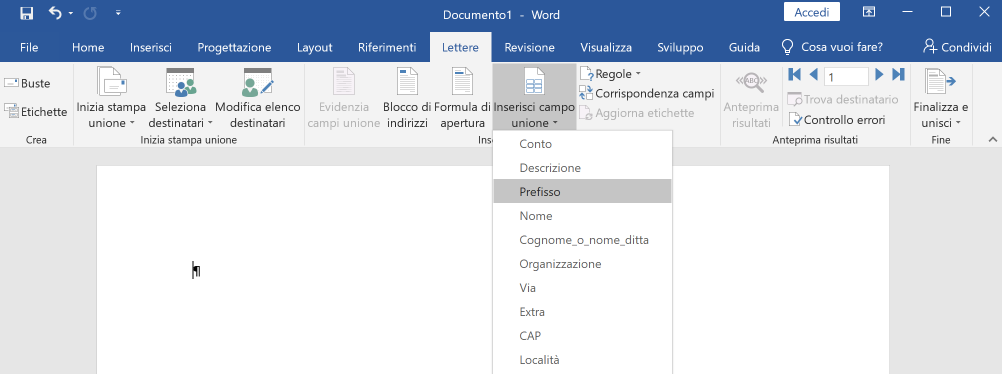 Documento1 - Word
Accedi
File Home Inserisci Progettazione Layout Riferimenti Lettere Revisione Visualizza Sviluppo Guida Cosa vuoi fare? Condividi
Buste
Etichette
Crea
Inizia stampa
unione
Seleziona
destinatari
Modifica elenco
destinatari
Inizia stampa unione
Evidenzia
campi unione
Blocco di
indirizzi
Formula di
apertura
Inserisci campo
unione
Regole
Corrispondenza campi
Aggiorna etichette
Inse
ABC
Anteprima
risultati
1
Trova destinatario
Controllo errori
Anteprima risultati
Finalizza e
unisci
Fine
Conto
Descrizione
Prefisso
Nome
Cognome_o_nome_ditta
Organizzazione
Via
Extra
CAP
Località
¶